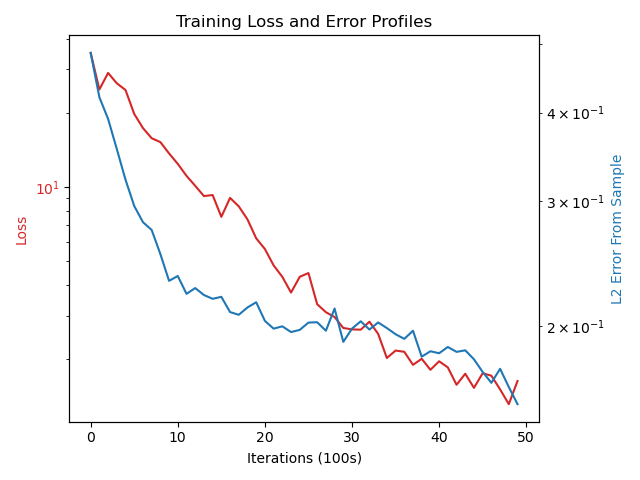 Training Loss and Error Profiles
10¹
4 × 10⁻¹
3 × 10⁻¹
2 × 10⁻¹
Loss
L2 Error From Sample
0 10 20 30 40 50
Iterations (100s)